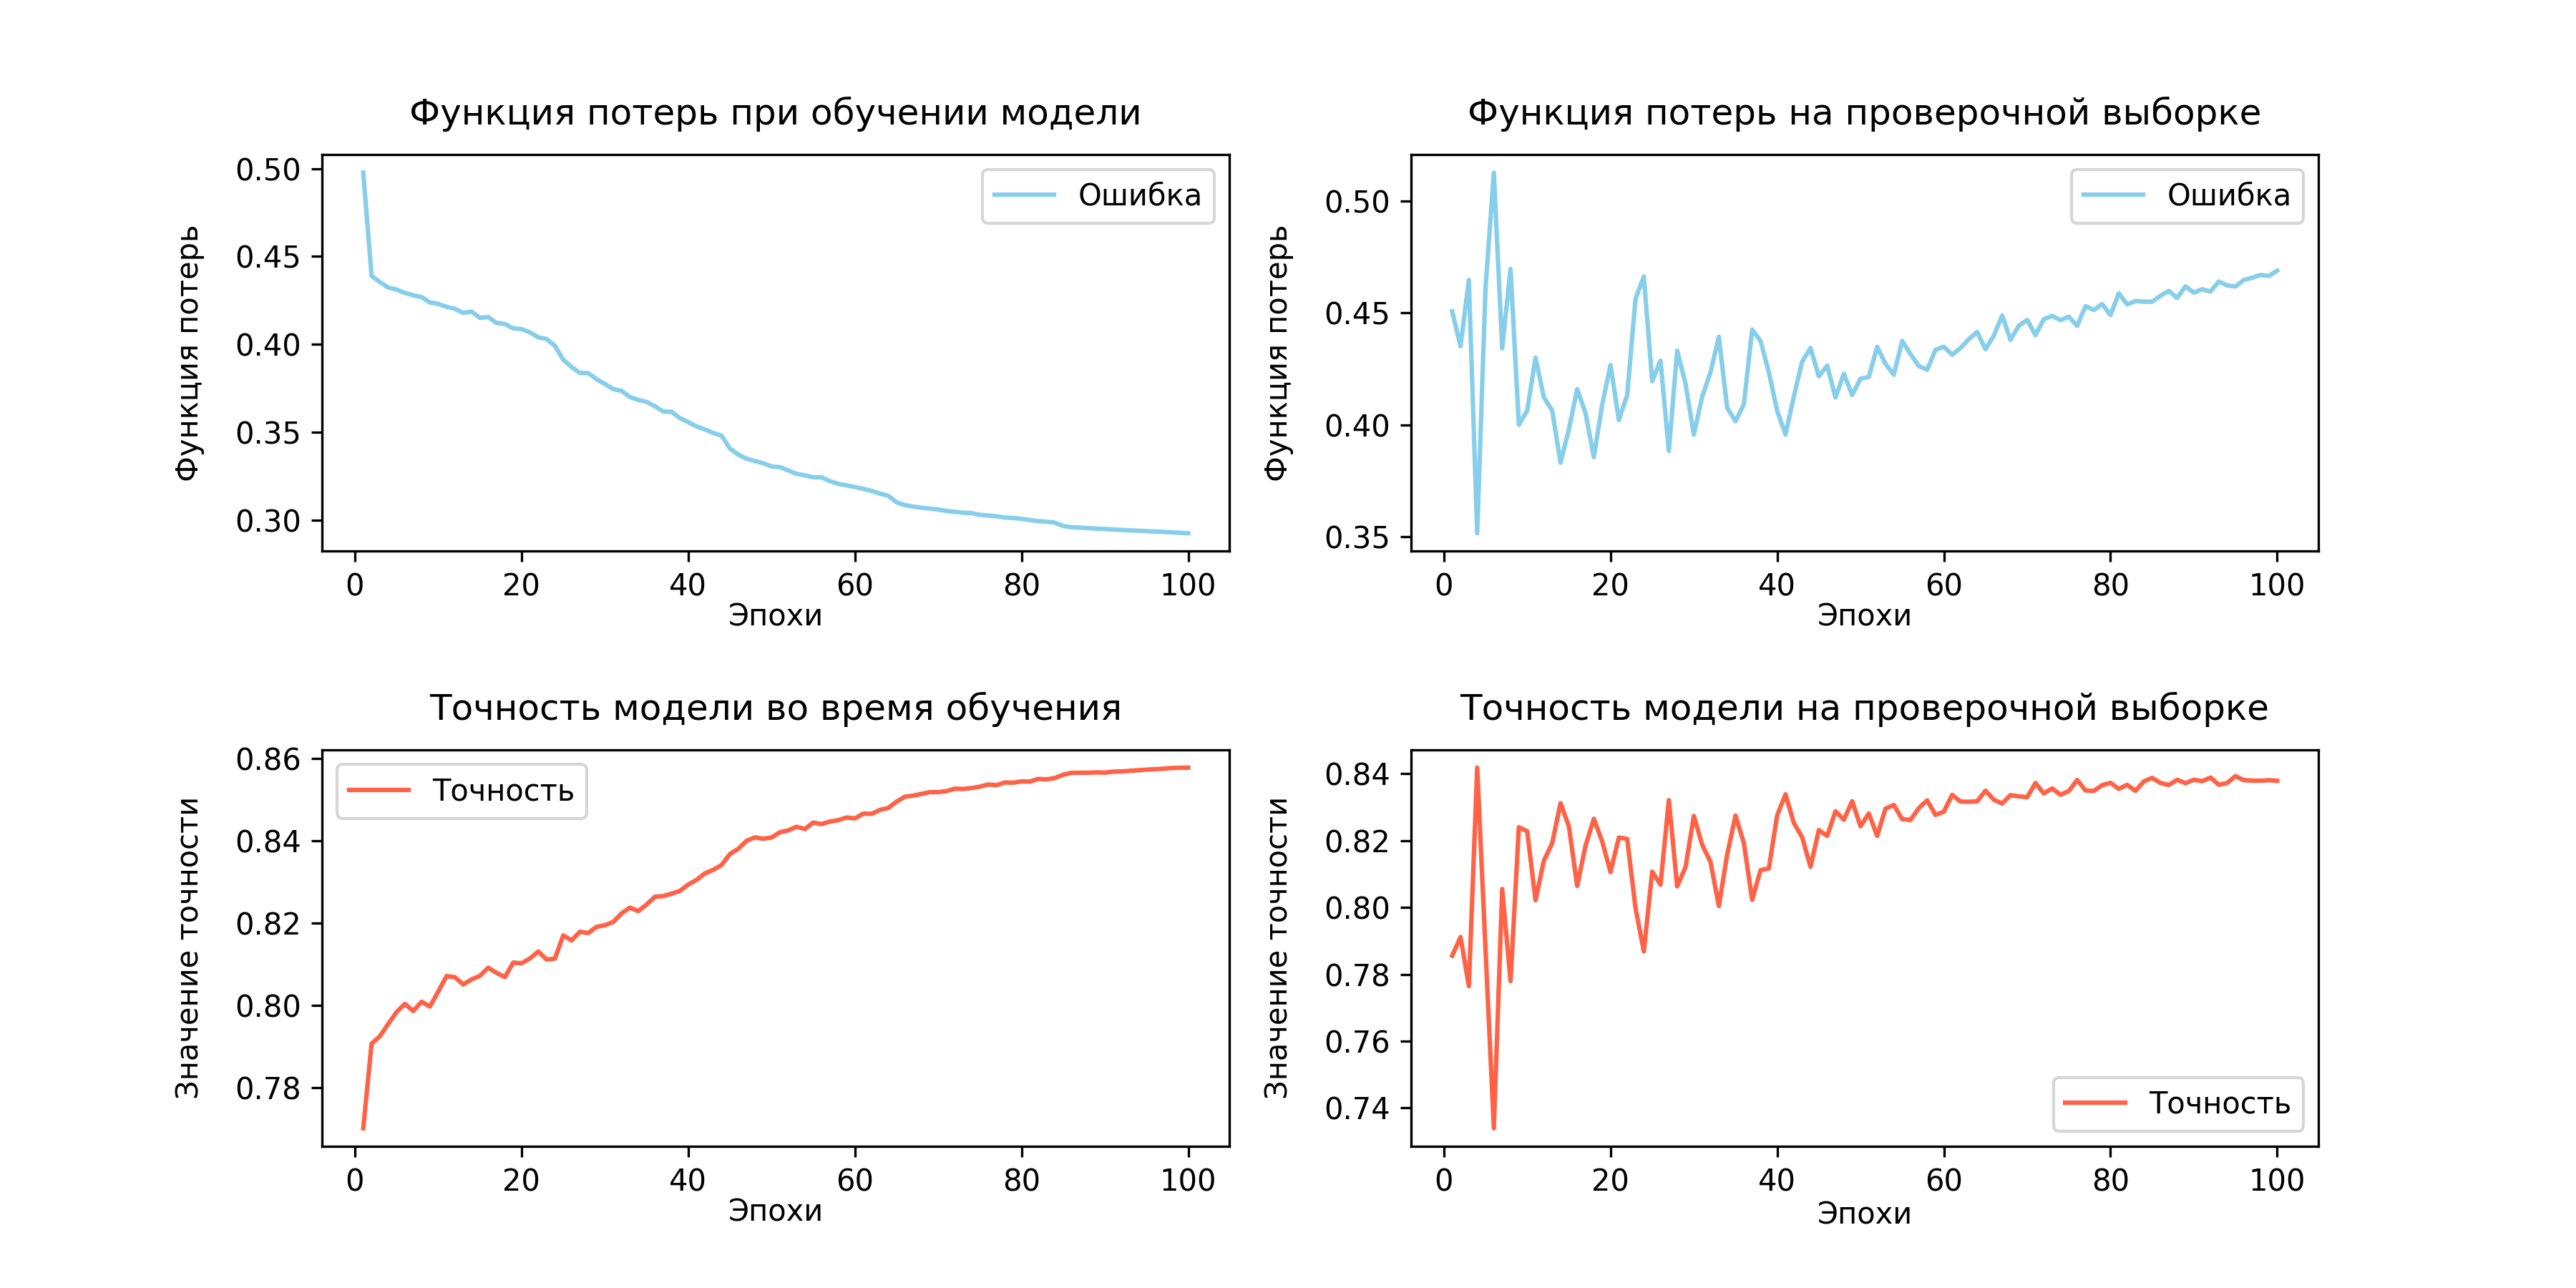 Функция потерь при обучении модели
Функция потерь
0.50
0.45
0.40
0.35
0.30
Ошибка
0 20 40 60 80 100
Эпохи
Функция потерь на проверочной выборке
Функция потерь
0.50
0.45
0.40
0.35
Ошибка
0 20 40 60 80 100
Эпохи
Точность модели во время обучения
Значение точности
0.86
0.84
0.82
0.80
0.78
Точность
0 20 40 60 80 100
Эпохи
Точность модели на проверочной выборке
Значение точности
0.84
0.82
0.80
0.78
0.76
0.74
Точность
0 20 40 60 80 100
Эпохи